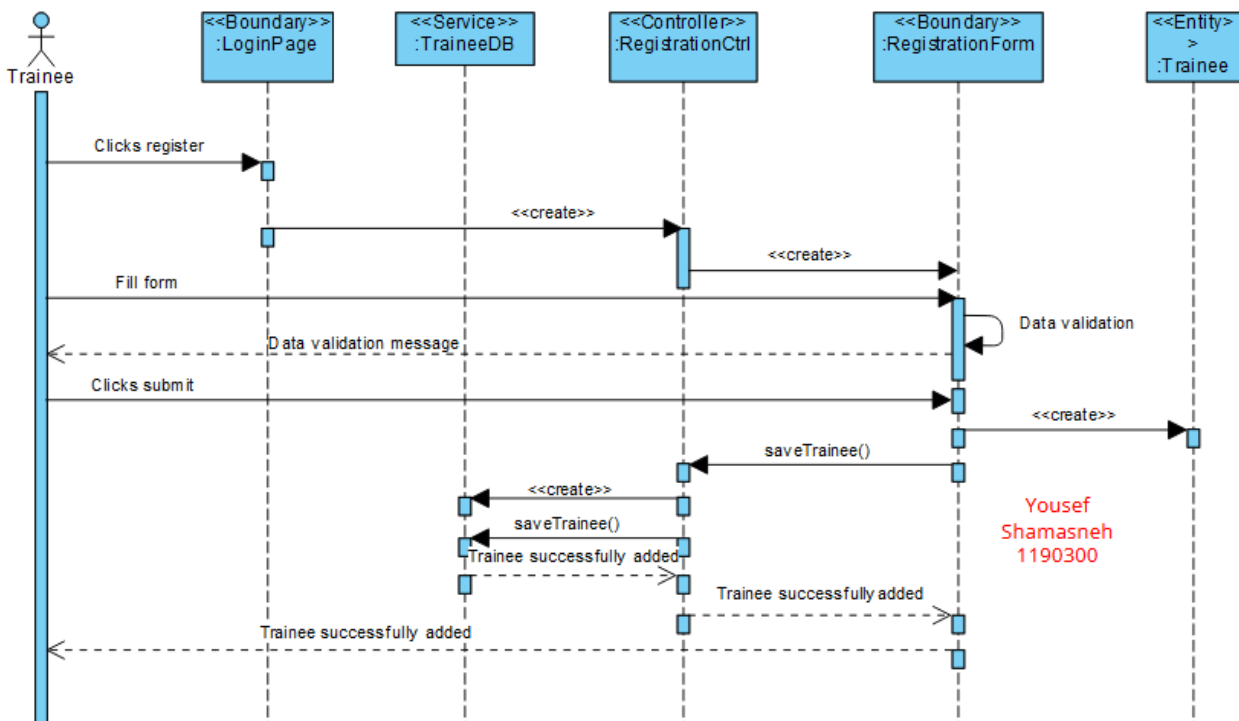 <<Boundary>>
:LoginPage
<<Service>>
:TraineeDB
<<Controller>>
:RegistrationCtrl
<<Boundary>>
:RegistrationForm
<<Entity>
>
:Trainee
Trainee
Clicks register
<<create>>
<<create>>
Fill form
Data validation
Data validation message
Clicks submit
<<create>>
saveTrainee()
<<create>>
Yousef
Shamasneh
1190300
saveTrainee()
Trainee successfully added
Trainee successfully added
Trainee successfully added